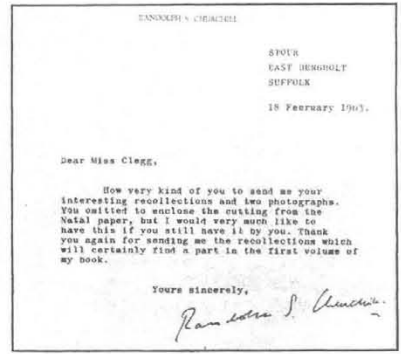 RANDOLPH S. CHURCHILL
STOUR
EAST BERGHOLT
SUFFOLK
18 February 1963.
Dear Miss Clegg,
How very kind of you to send me your
interesting recollections and two photographs.
You omitted to enclose the cutting from the
Natal paper, but I would very much like to
have this if you still have it by you. Thank
you again for sending me the recollections which
will certainly find a part in the first volume of
my book.
Yours sincerely,
Randolph S. Churchill